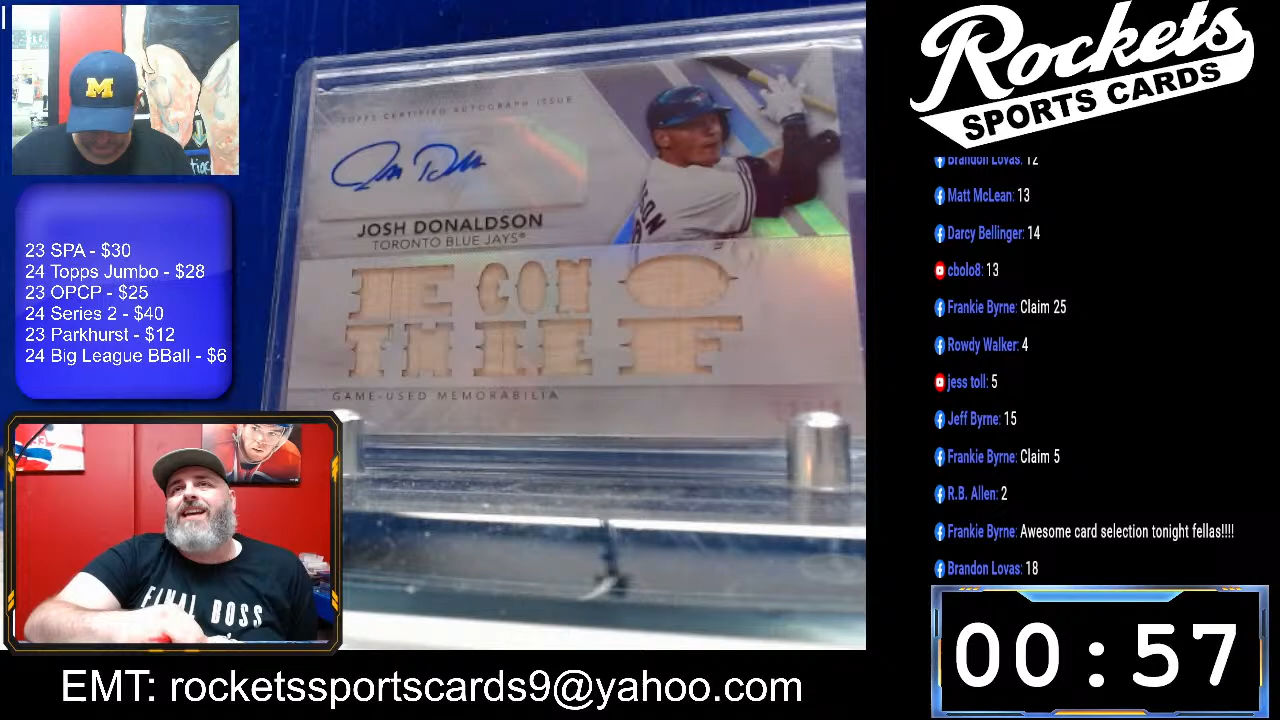 M
23 SPA - $30
24 Topps Jumbo - $28
23 OPCP - $25
24 Series 2 - $40
23 Parkhurst - $12
24 Big League BBall - $6
TOPPS CERTIFIED AUTOGRAPH ISSUE
JOSH DONALDSON
TORONTO BLUE JAYS®
GAME-USED MEMORABILIA
FINAL BOSS
Rockets
SPORTS CARDS
Brandon Lovas: 12
Matt McLean: 13
Darcy Bellinger: 14
cbolo8: 13
Frankie Byrne: Claim 25
Rowdy Walker: 4
jess toll: 5
Jeff Byrne: 15
Frankie Byrne: Claim 5
R.B. Allen: 2
Frankie Byrne: Awesome card selection tonight fellas!!!!
Brandon Lovas: 18
00:57
EMT: rocketssportscards9@yahoo.com